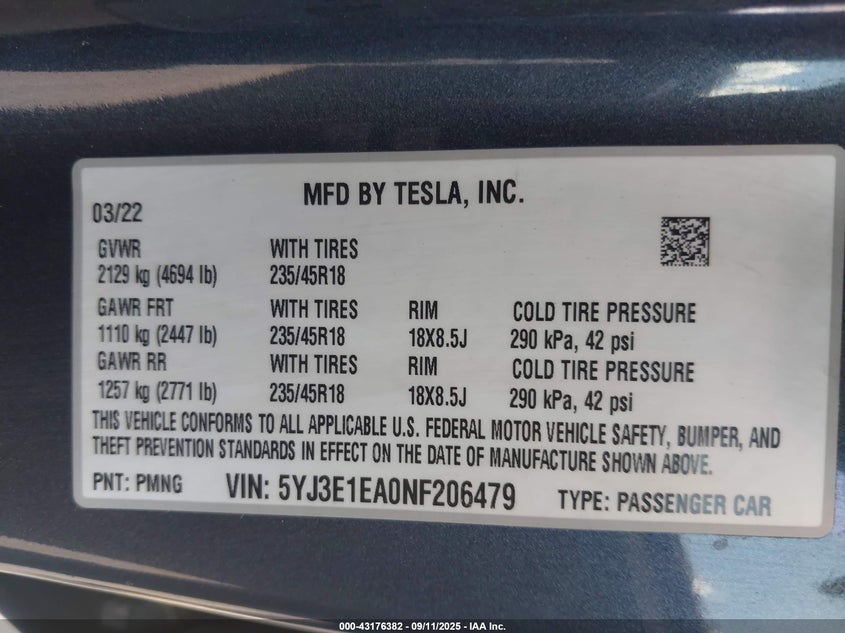 MFD BY TESLA, INC.
03/22
GVWR WITH TIRES
2129 kg (4694 lb) 235/45R18
GAWR FRT WITH TIRES RIM COLD TIRE PRESSURE
1110 kg (2447 lb) 235/45R18 18X8.5J 290 kPa, 42 psi
GAWR RR WITH TIRES RIM COLD TIRE PRESSURE
1257 kg (2771 lb) 235/45R18 18X8.5J 290 kPa, 42 psi
THIS VEHICLE CONFORMS TO ALL APPLICABLE U.S. FEDERAL MOTOR VEHICLE SAFETY, BUMPER, AND
THEFT PREVENTION STANDARDS IN EFFECT ON THE DATE OF MANUFACTURE SHOWN ABOVE.
PNT: PMNG VIN: 5YJ3E1EA0NF206479 TYPE: PASSENGER CAR
000-43176382 - 09/11/2025 - IAA Inc.